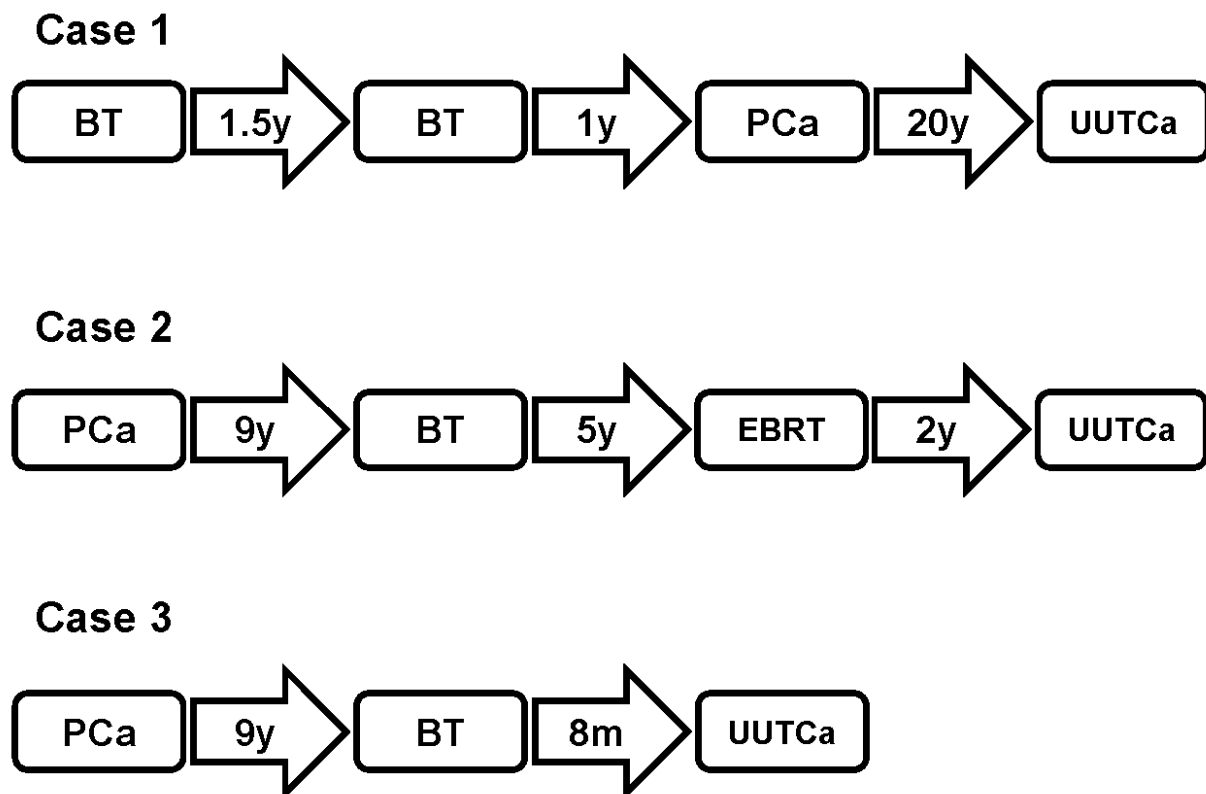 Case 1
BT 1.5y BT 1y PCa 20y UUTCa
Case 2
PCa 9y BT 5y EBRT 2y UUTCa
Case 3
PCa 9y BT 8m UUTCa